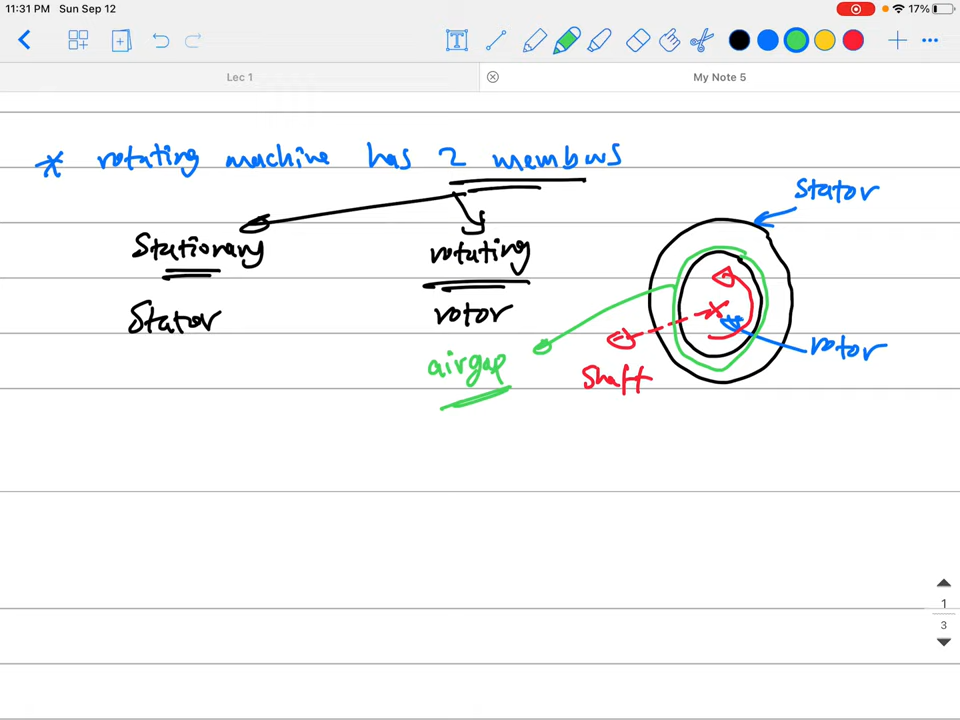 11:31 PM Sun Sep 12
17%
Lec 1
My Note 5
* rotating machine has 2 members
Stator
Stationary
rotating
Stator
rotor
rotor
airgap
Shaft
1
3